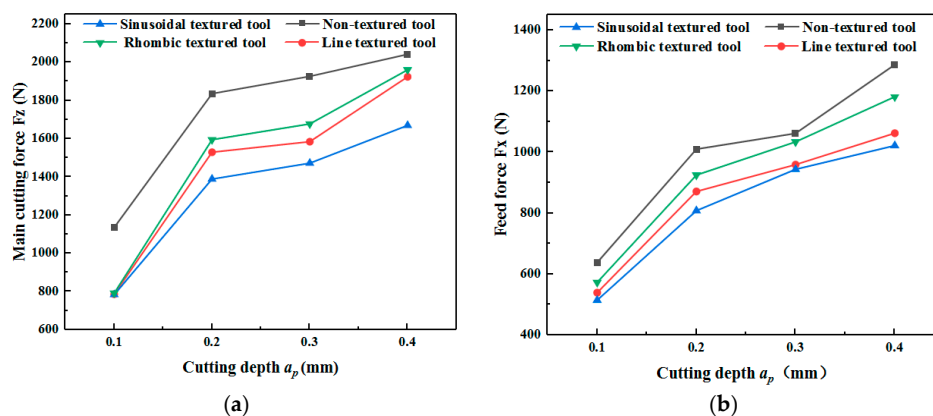 Sinusoidal textured tool Non-textured tool
Rhombic textured tool Line textured tool
Main cutting force Fz (N)
2200
2000
1800
1600
1400
1200
1000
800
600
0.1 0.2 0.3 0.4
Cutting depth ap (mm)
(a)
Sinusoidal textured tool Non-textured tool
Rhombic textured tool Line textured tool
Feed force Fx (N)
1400
1200
1000
800
600
400
0.1 0.2 0.3 0.4
Cutting depth ap（mm）
(b)